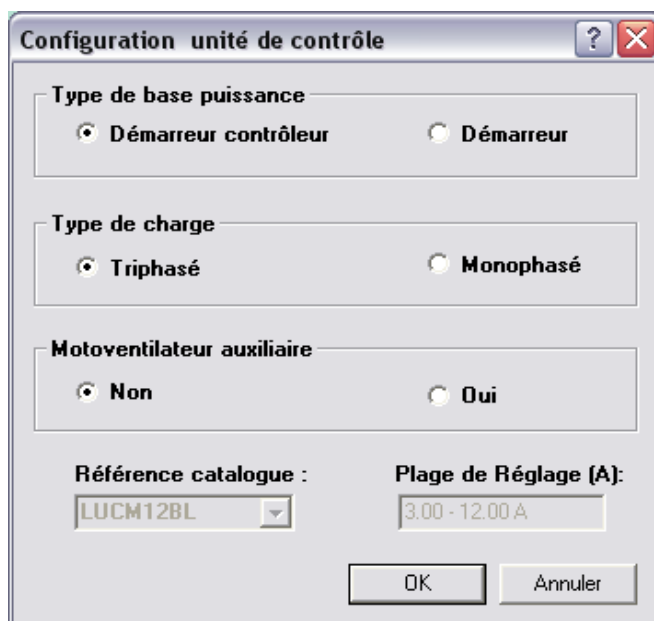 Configuration unité de contrôle
Type de base puissance
Démarreur contrôleur Démarreur
Type de charge
Triphasé Monophasé
Motoventilateur auxiliaire
Non Oui
Référence catalogue : Plage de Réglage (A):
LUCM12BL 3.00 - 12.00 A
OK Annuler